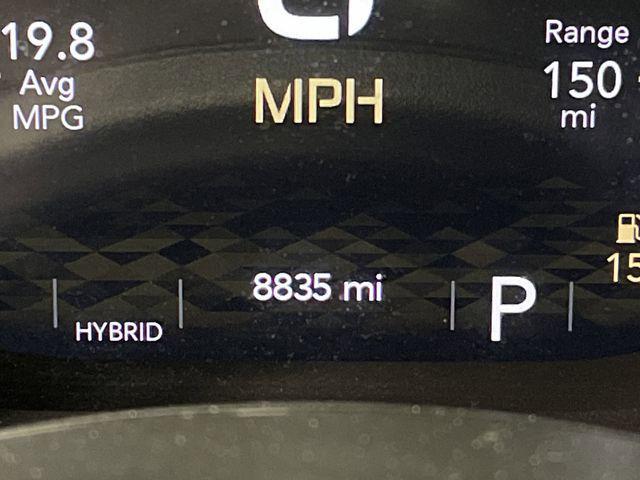 19.8
Avg
MPG
MPH
Range
150
mi
8835 mi
HYBRID
P